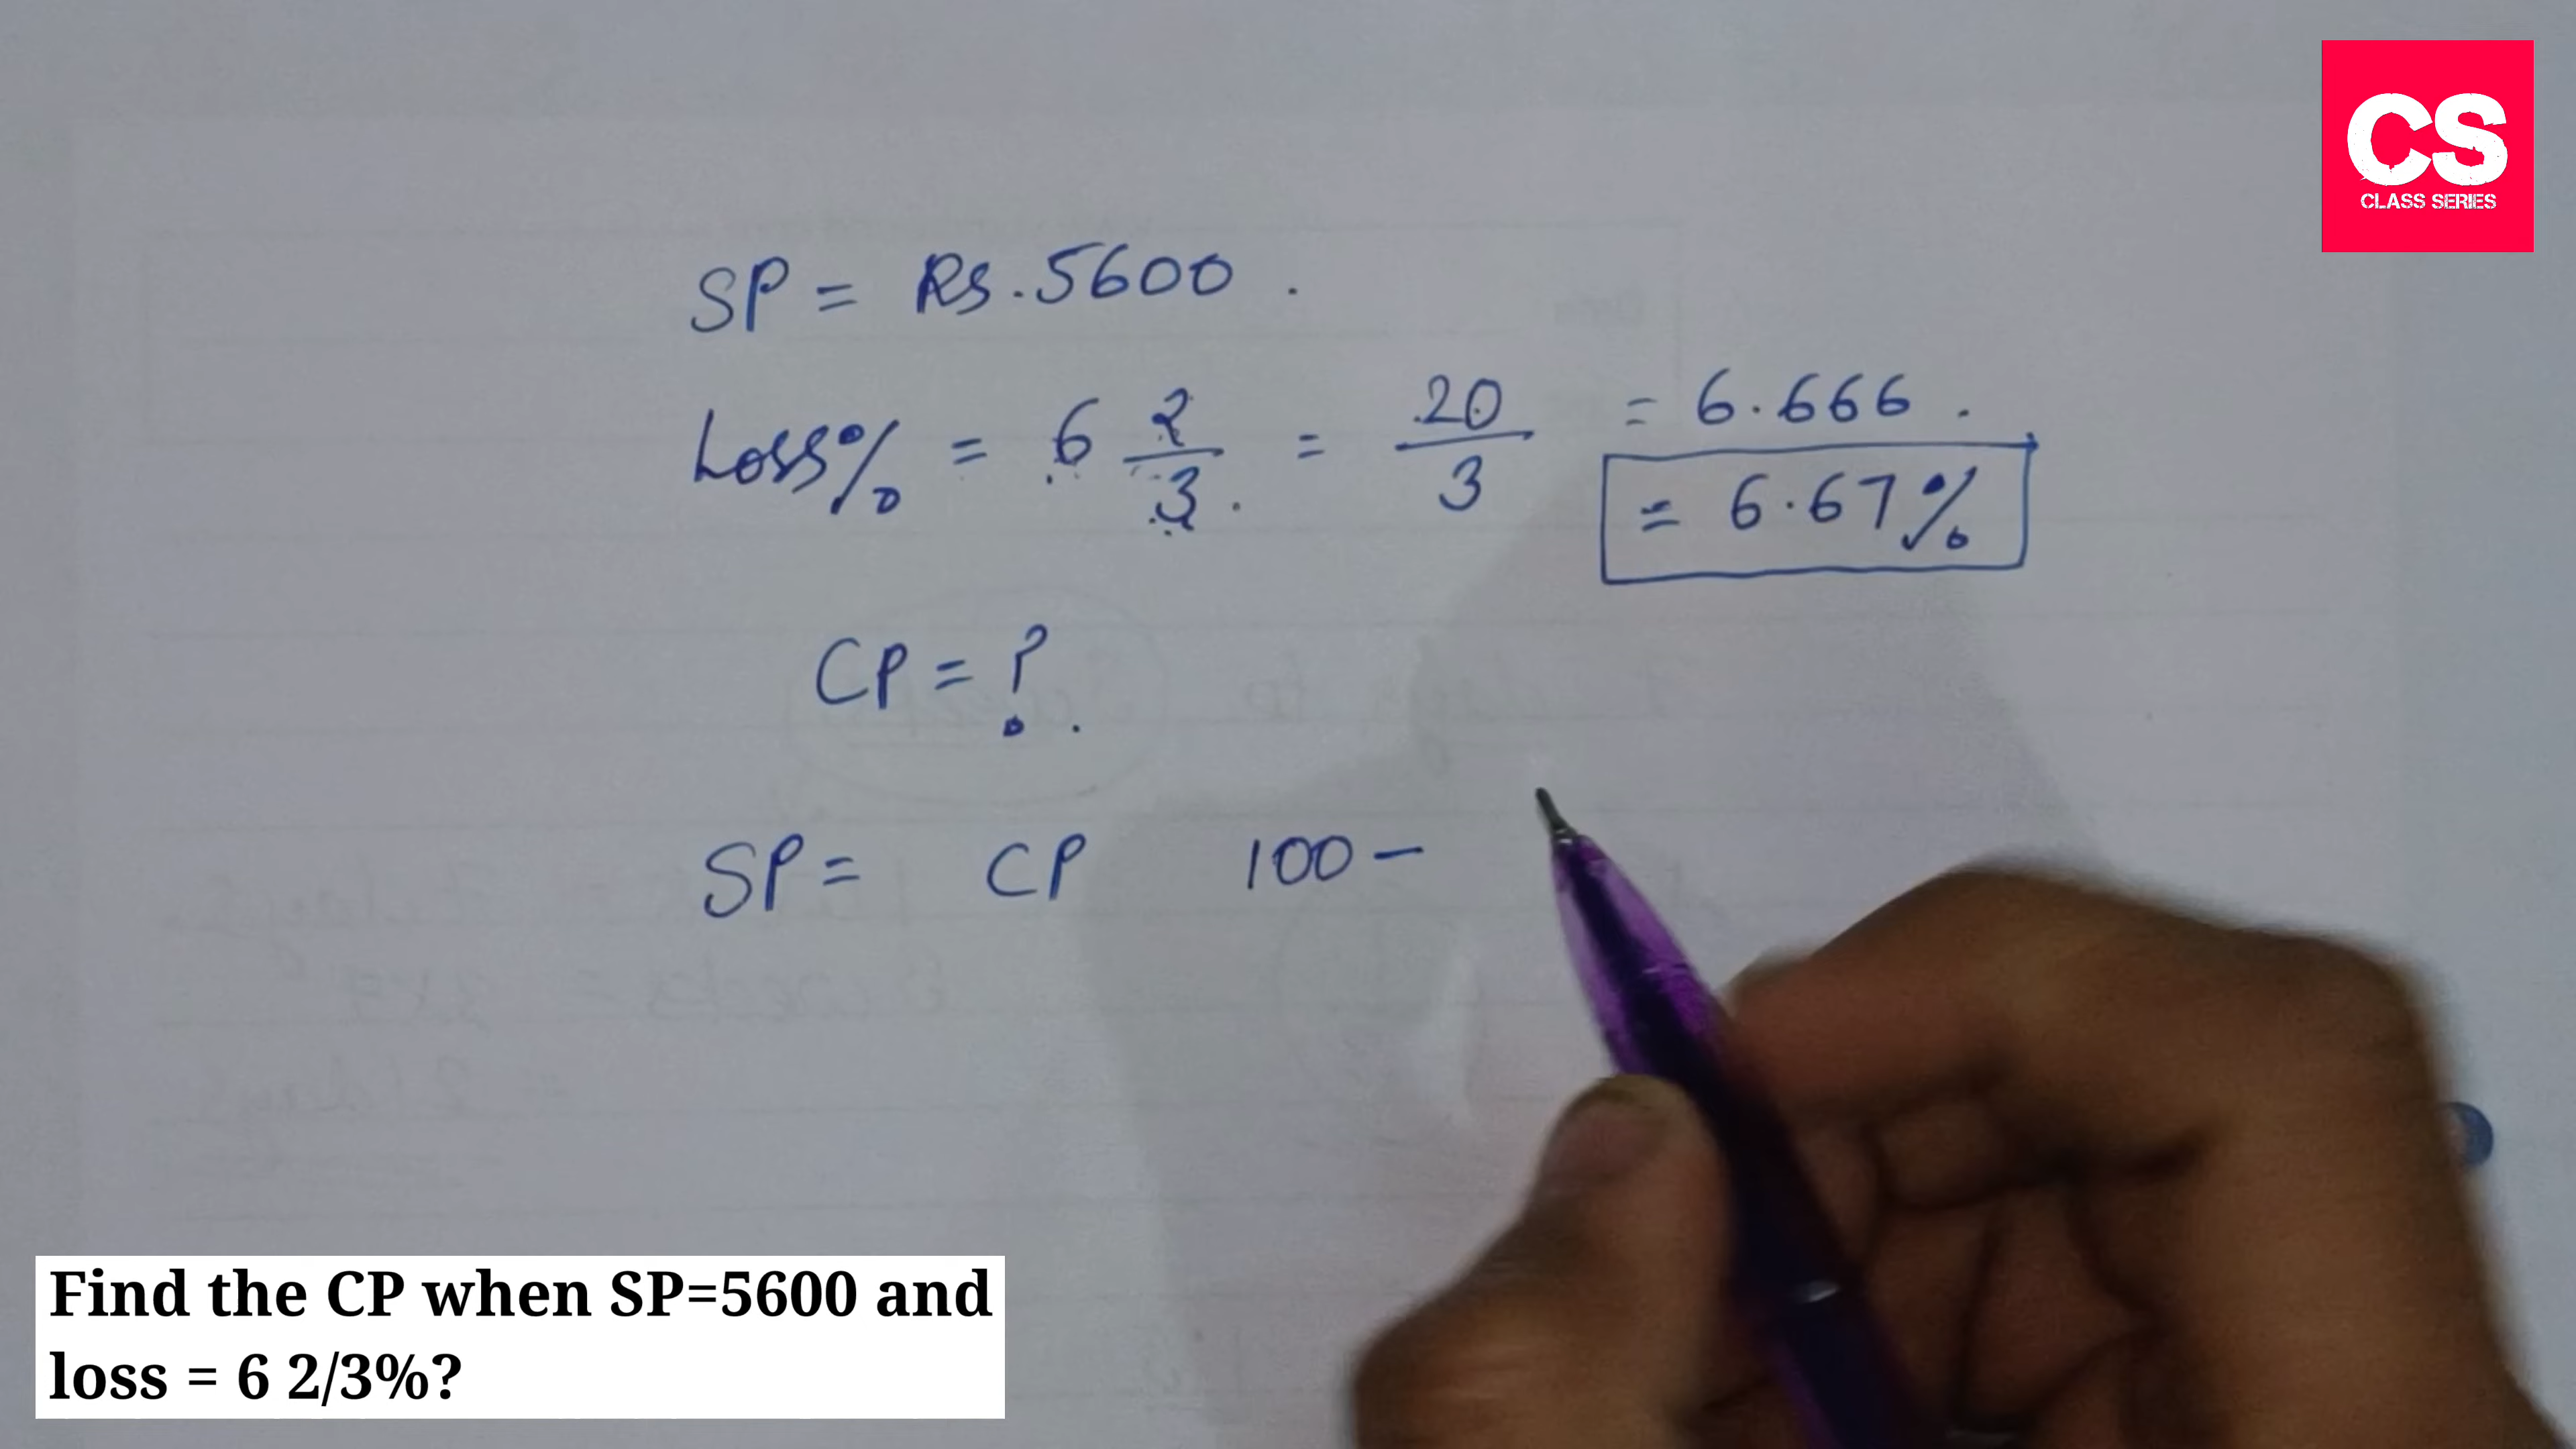 CS
CLASS SERIES
SP = Rs. 5600.
Loss% = 6 2/3 = 20/3 = 6.666.
= 6.67%
CP = ?.
SP = CP 100 -
Find the CP when SP=5600 and
loss = 6 2/3%?